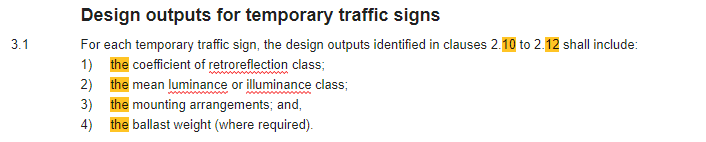 Design outputs for temporary traffic signs
3.1 For each temporary traffic sign, the design outputs identified in clauses 2.10 to 2.12 shall include:
1) the coefficient of retroreflection class;
2) the mean luminance or illuminance class;
3) the mounting arrangements; and,
4) the ballast weight (where required).